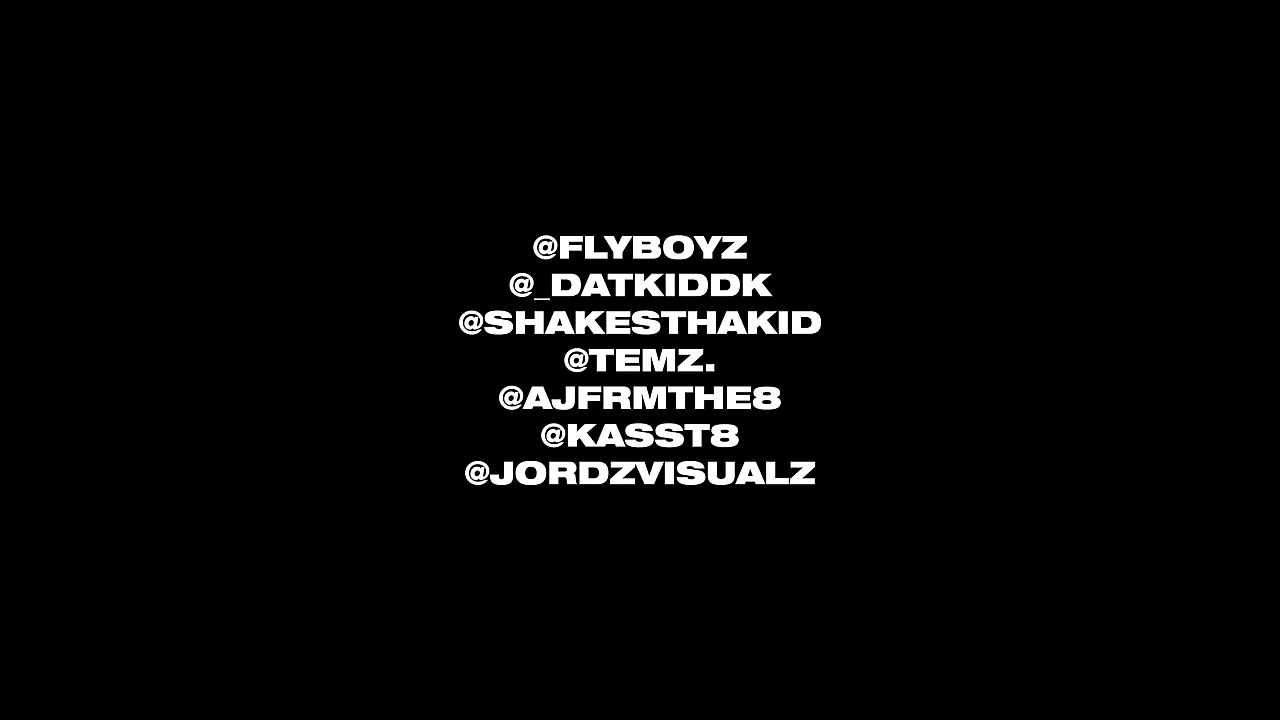 @FLYBOYZ
@_DATKIDDK
@SHAKESTHAKID
@TEMZ.
@AJFRMTHE8
@KASST8
@JORDZVISUALZ